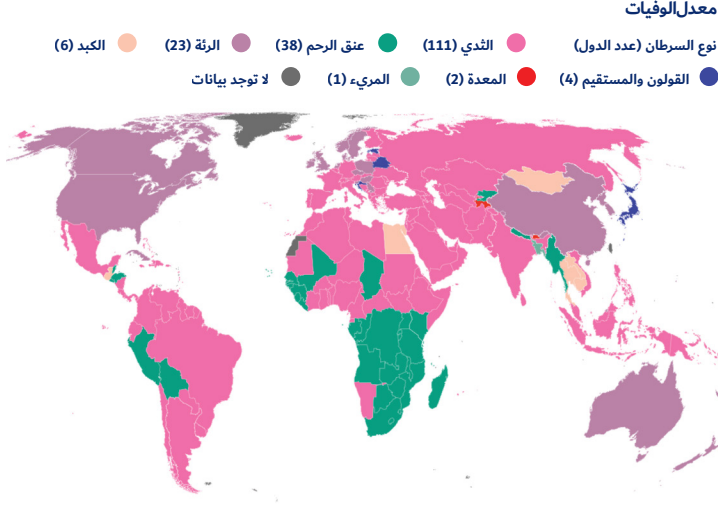 معدل الوفيات
نوع السرطان (عدد الدول) الثدي (111) عنق الرحم (38) الرئة (23) الكبد (6)
القولون والمستقيم (4) المعدة (2) المريء (1) لا توجد بيانات